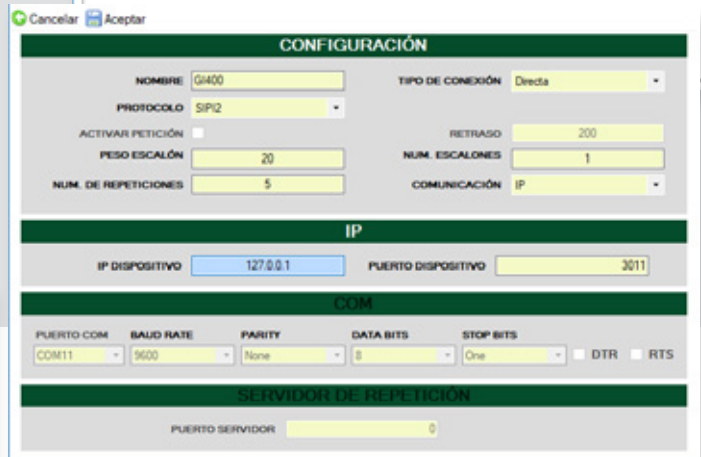 Cancelar Aceptar
CONFIGURACIÓN
NOMBRE GI400 TIPO DE CONEXIÓN Directa
PROTOCOLO SIPI2
ACTIVAR PETICIÓN RETRASO 200
PESO ESCALÓN 20 NUM. ESCALONES 1
NUM. DE REPETICIONES 5 COMUNICACIÓN IP
IP
IP DISPOSITIVO 127.0.0.1 PUERTO DISPOSITIVO 3011
COM
PUERTO COM BAUD RATE PARITY DATA BITS STOP BITS
COM11 9600 None 8 One DTR RTS
SERVIDOR DE REPETICIÓN
PUERTO SERVIDOR 0